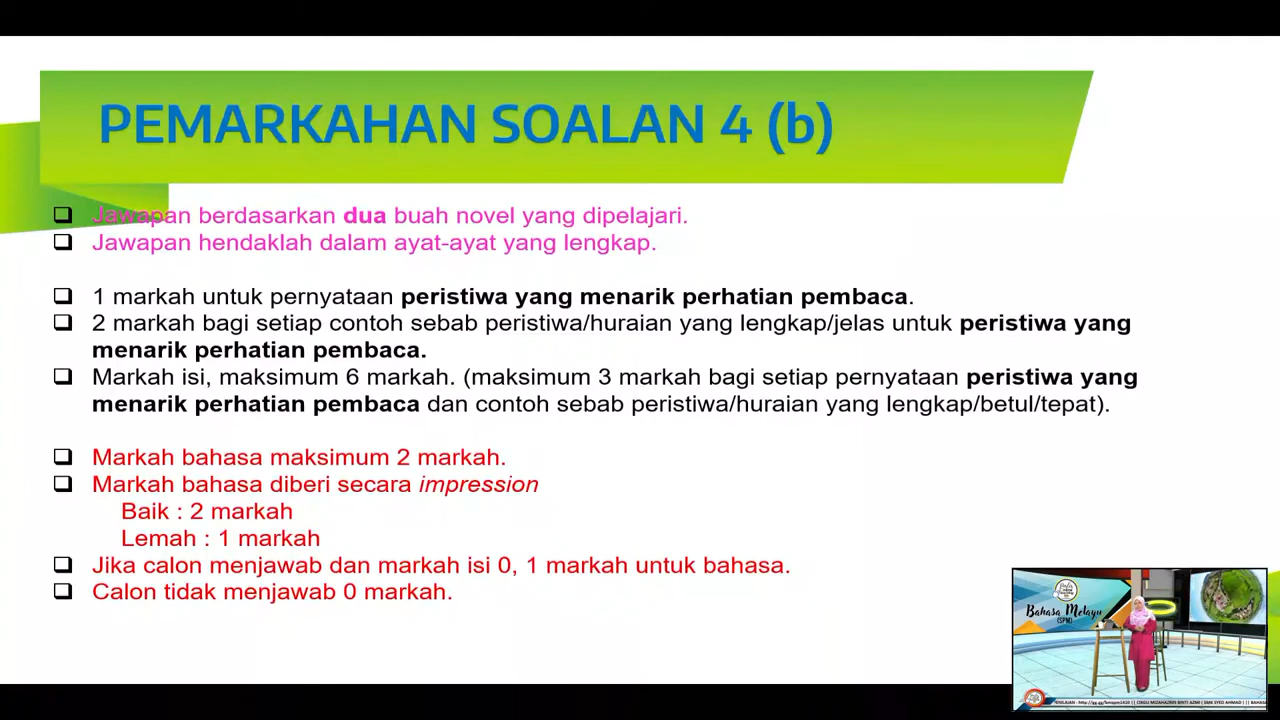 PEMARKAHAN SOALAN 4 (b)
Jawapan berdasarkan dua buah novel yang dipelajari.
Jawapan hendaklah dalam ayat-ayat yang lengkap.
1 markah untuk pernyataan peristiwa yang menarik perhatian pembaca.
2 markah bagi setiap contoh sebab peristiwa/huraian yang lengkap/jelas untuk peristiwa yang
menarik perhatian pembaca.
Markah isi, maksimum 6 markah. (maksimum 3 markah bagi setiap pernyataan peristiwa yang
menarik perhatian pembaca dan contoh sebab peristiwa/huraian yang lengkap/betul/tepat).
Markah bahasa maksimum 2 markah.
Markah bahasa diberi secara impression
Baik : 2 markah
Lemah : 1 markah
Jika calon menjawab dan markah isi 0, 1 markah untuk bahasa.
Calon tidak menjawab 0 markah.
Bahasa Melayu
(SPM)